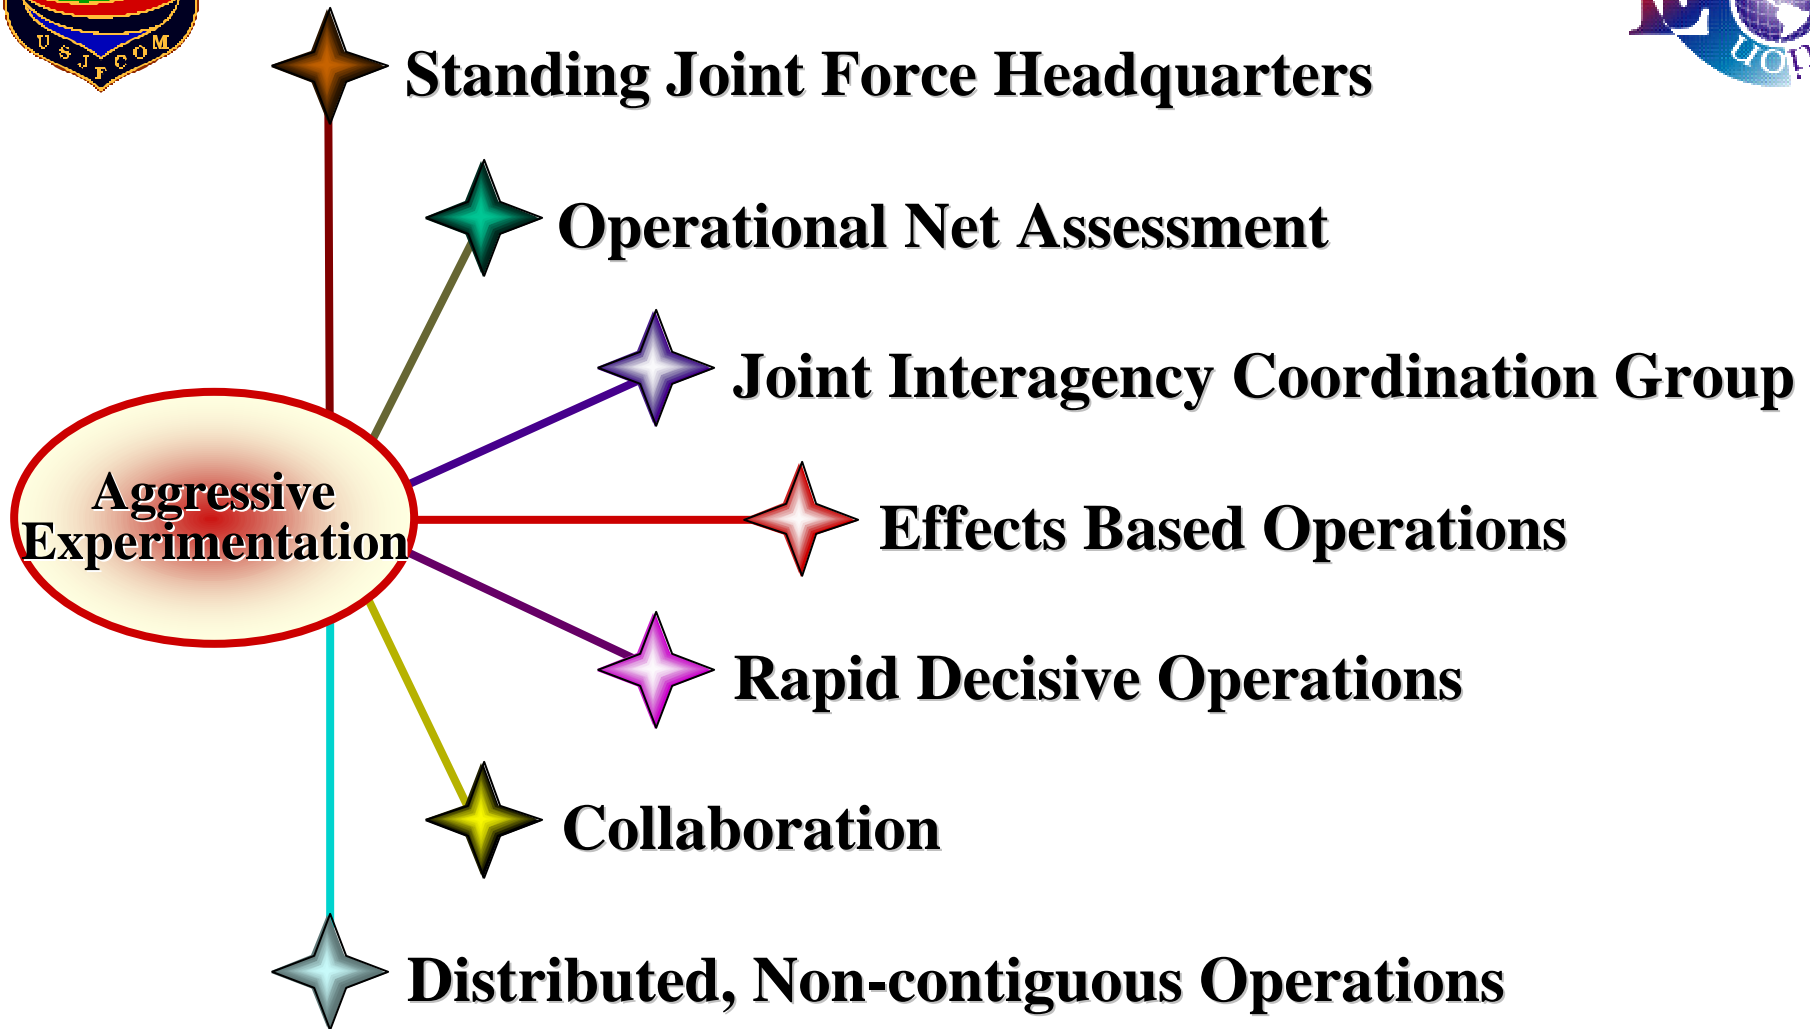 USJFCOM
Standing Joint Force Headquarters
Operational Net Assessment
Joint Interagency Coordination Group
Aggressive
Experimentation
Effects Based Operations
Rapid Decisive Operations
Collaboration
Distributed, Non-contiguous Operations